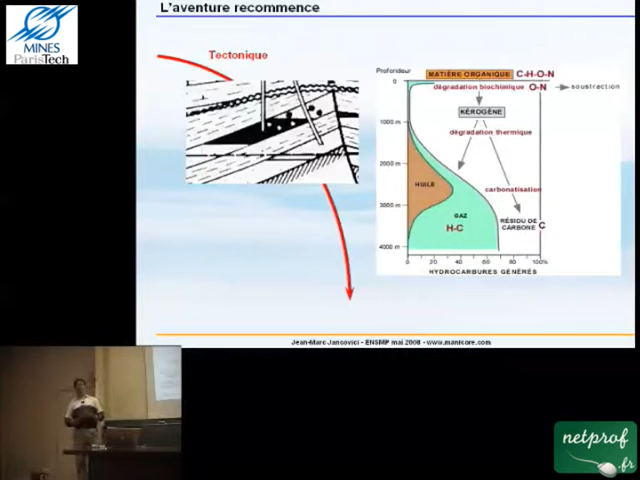 L'aventure recommence
MINES
ParisTech
Tectonique
Profondeur
MATIÈRE ORGANIQUE C-H-O-N
0
dégradation biochimique O-N
soustraction
KÉROGÈNE
1000 m
dégradation thermique
2000 m
HUILE
carbonatisation
3000 m
GAZ
H-C
RÉSIDU DE
CARBONE C
4000 m
0 20 40 60 80 100%
HYDROCARBURES GÉNÉRÉS
Jean-Marc Jancovici - ENSMP mai 2008 - www.manicore.com
netprof
.fr